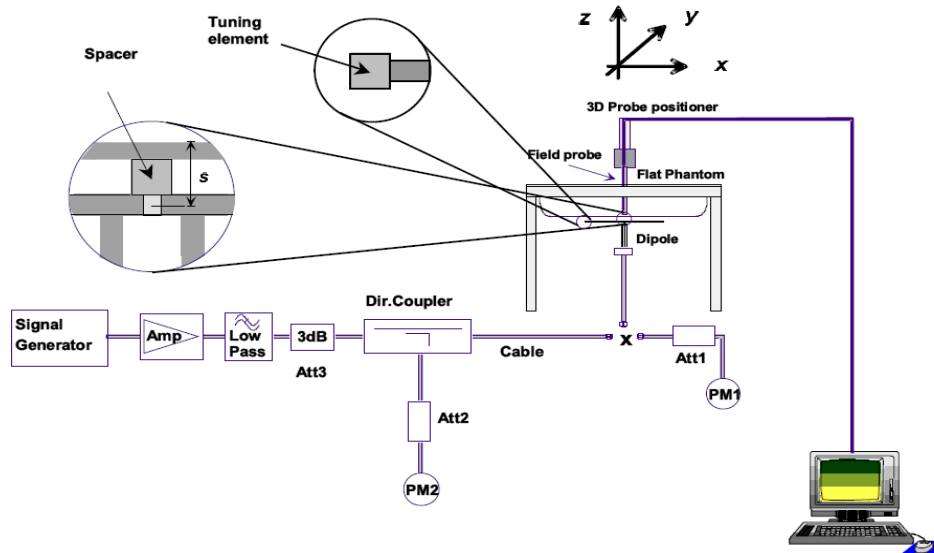 Tuning
element
Spacer
s
z
y
x
3D Probe positioner
Field probe
Flat Phantom
Dipole
Dir.Coupler
Signal
Generator
Amp
Low
Pass
3dB
Att3
Cable
x
Att1
PM1
Att2
PM2